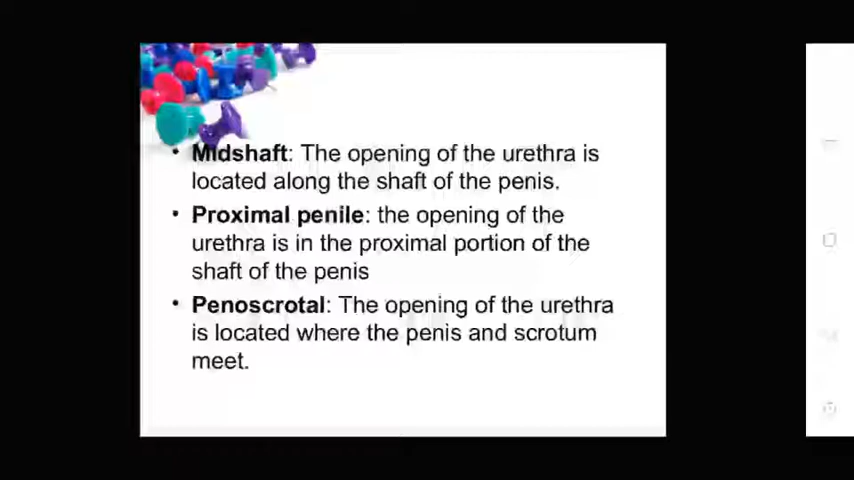 • Midshaft: The opening of the urethra is
located along the shaft of the penis.
• Proximal penile: the opening of the
urethra is in the proximal portion of the
shaft of the penis
• Penoscrotal: The opening of the urethra
is located where the penis and scrotum
meet.